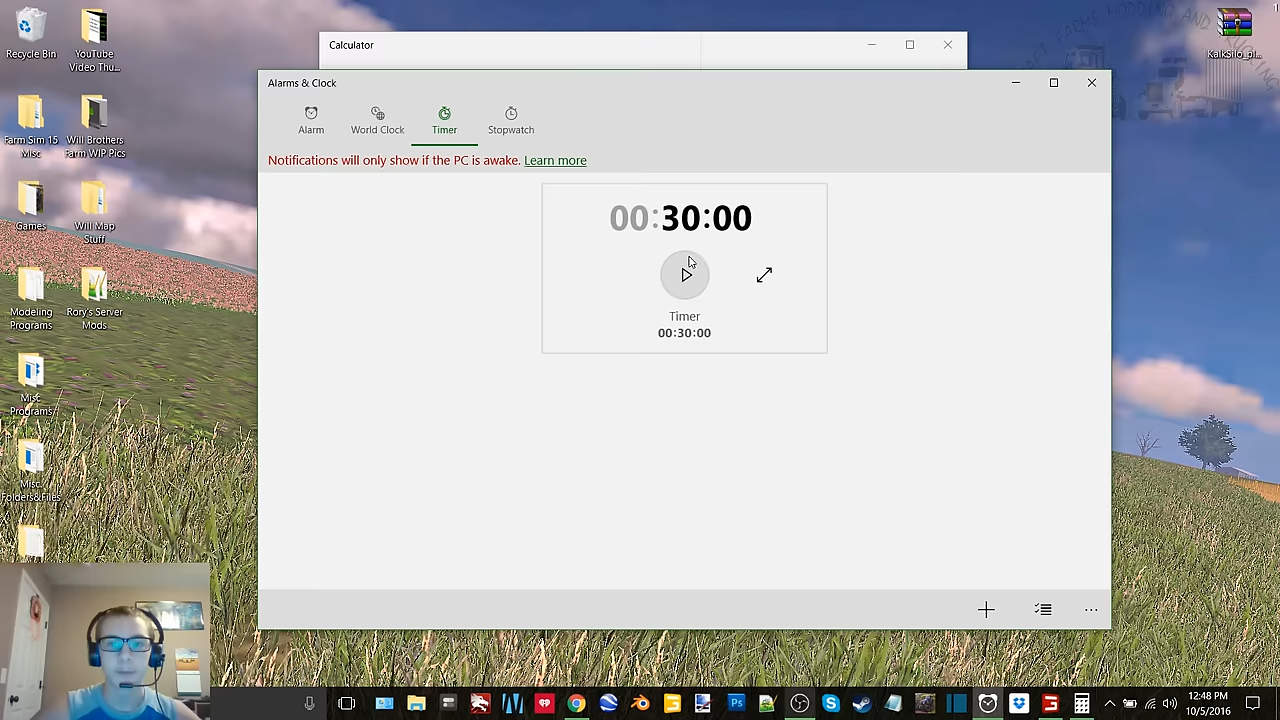 Recycle Bin
YouTube
Video Thu...
Farm Sim 15
Misc
Will Brothers
Farm WIP Pics
Games
Will Map
Stuff
Modeling
Programs
Rory's Server
Mods
Misc
Programs
Misc.
Folders&Files
Calculator
Alarms & Clock
Alarm
World Clock
Timer
Stopwatch
Notifications will only show if the PC is awake. Learn more
00:30:00
Timer
00:30:00
FARMS MODDING AND
KalkSilo_pl...
12:48 PM
10/5/2016